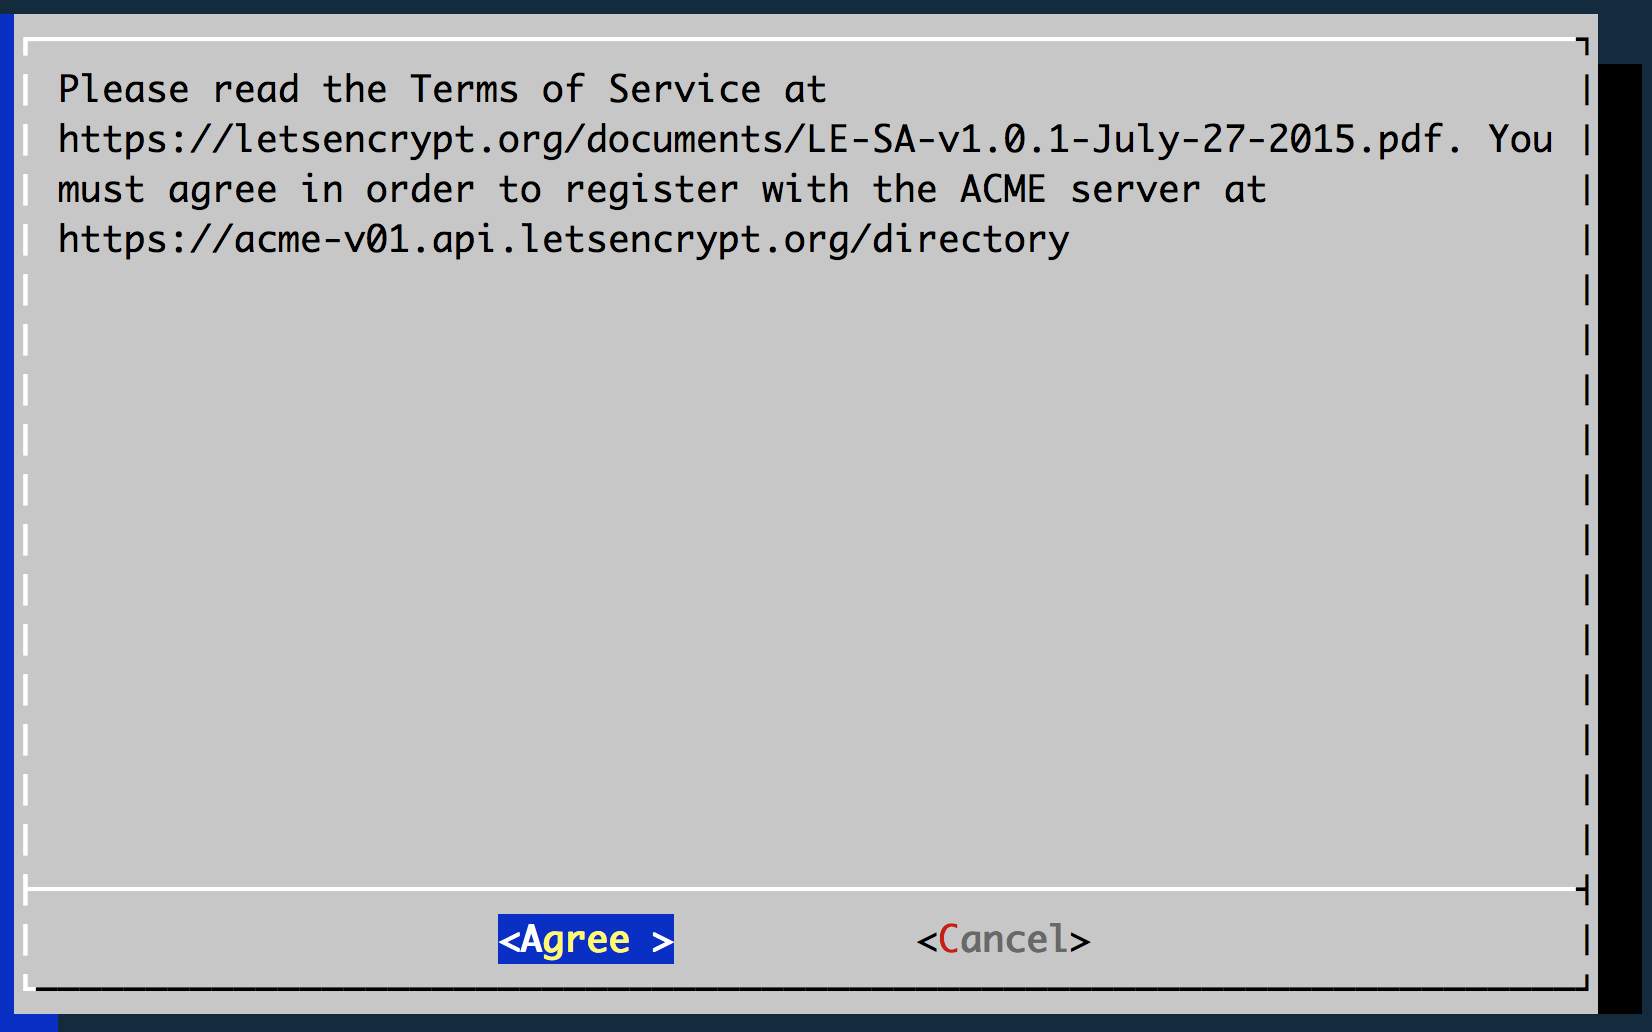 Please read the Terms of Service at
https://letsencrypt.org/documents/LE-SA-v1.0.1-July-27-2015.pdf. You
must agree in order to register with the ACME server at
https://acme-v01.api.letsencrypt.org/directory
<Agree > <Cancel>